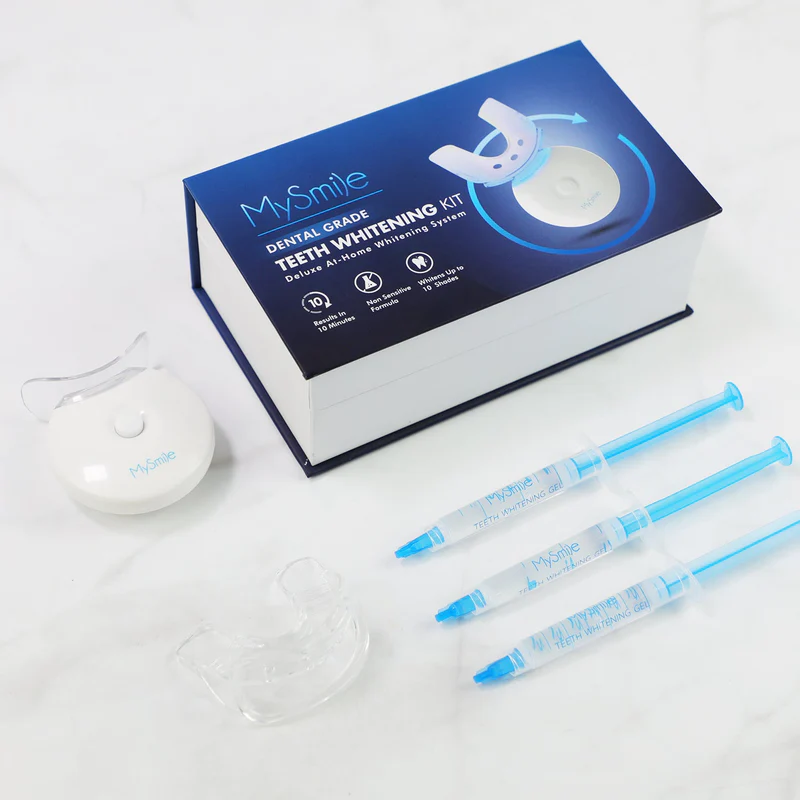 MySmile
DENTAL GRADE
TEETH WHITENING KIT
Deluxe At-Home Whitening System
10
Results In
10 Minutes
Non Sensitive
Formula
Whitens Up to
10 Shades
MySmile
MySmile
TEETH WHITENING GEL
MySmile
TEETH WHITENING GEL
MySmile
TEETH WHITENING GEL